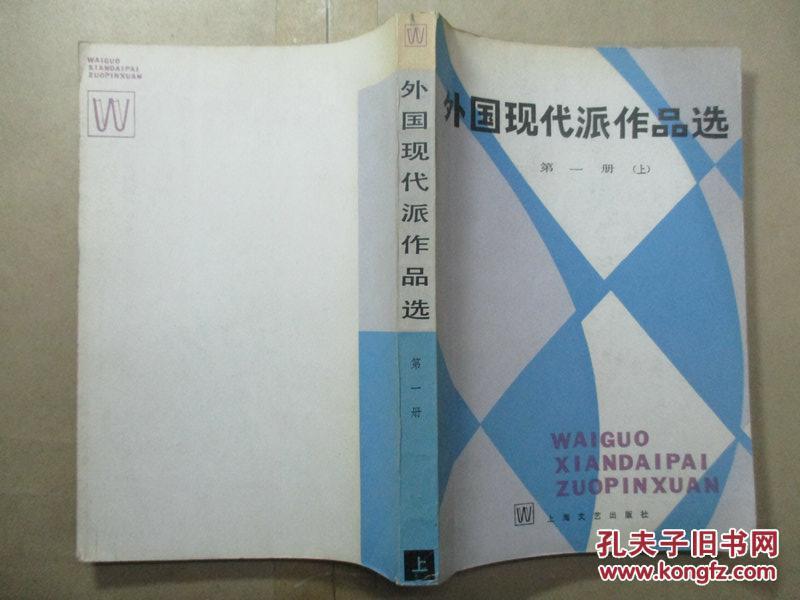 WAIGUO
XIANDAIPAI
ZUOPINXUAN
W
W
外国现代派作品选
第一册
上
外国现代派作品选
第一册(上)
WAIGUO
XIANDAIPAI
ZUOPINXUAN
W 上海文艺出版社
孔夫子旧书网
www.kongfz.com